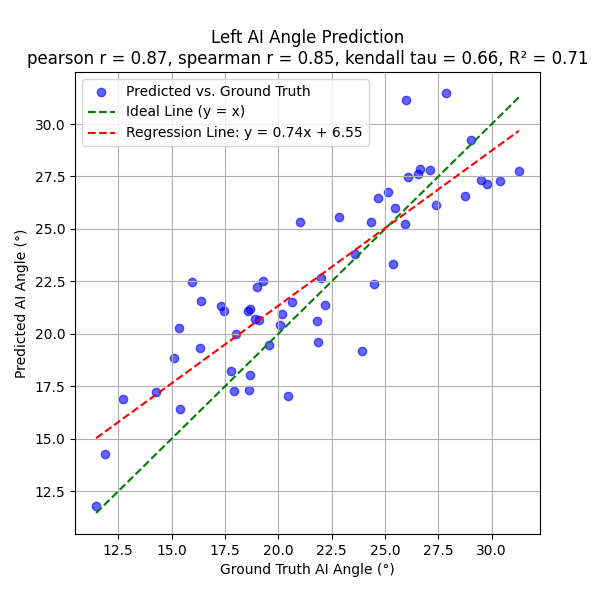 Left AI Angle Prediction
pearson r = 0.87, spearman r = 0.85, kendall tau = 0.66, R² = 0.71
Predicted vs. Ground Truth
Ideal Line (y = x)
Regression Line: y = 0.74x + 6.55
30.0
27.5
25.0
22.5
20.0
17.5
15.0
12.5
Predicted AI Angle (°)
12.5 15.0 17.5 20.0 22.5 25.0 27.5 30.0
Ground Truth AI Angle (°)